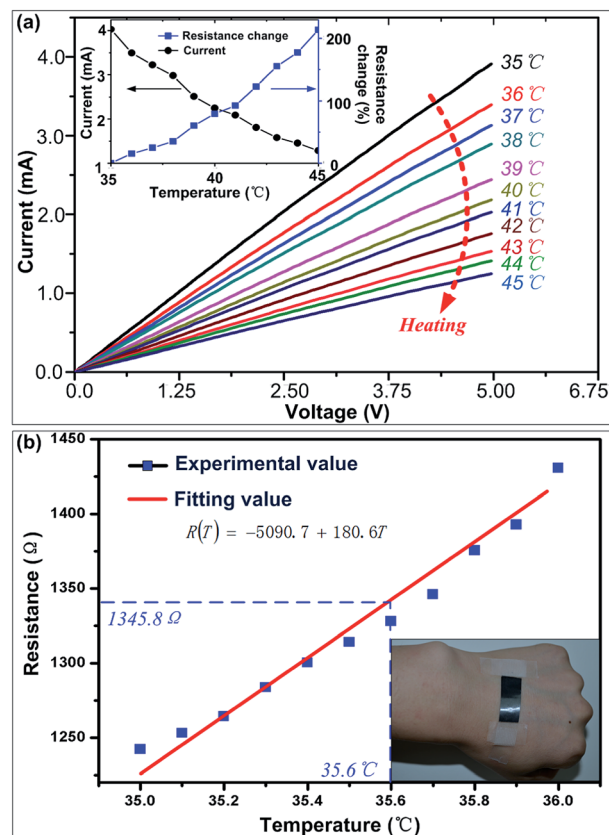 (a)
4
3
2
1
Current (mA)
Resistance change
Current
200
100
0
Resistance
change (%)
35
40
45
Temperature (℃)
4.0
3.0
2.0
1.0
0.0
Current (mA)
35℃
36℃
37℃
38℃
39℃
40℃
41℃
42℃
43℃
44℃
45℃
Heating
0.0
1.25
2.50
3.75
5.00
6.75
Voltage (V)
(b)
1450
1400
1350
1300
1250
Resistance (Ω)
Experimental value
Fitting value
R(T) = -5090.7 + 180.6T
1345.8 Ω
35.6℃
35.0
35.2
35.4
35.6
35.8
36.0
Temperature (℃)